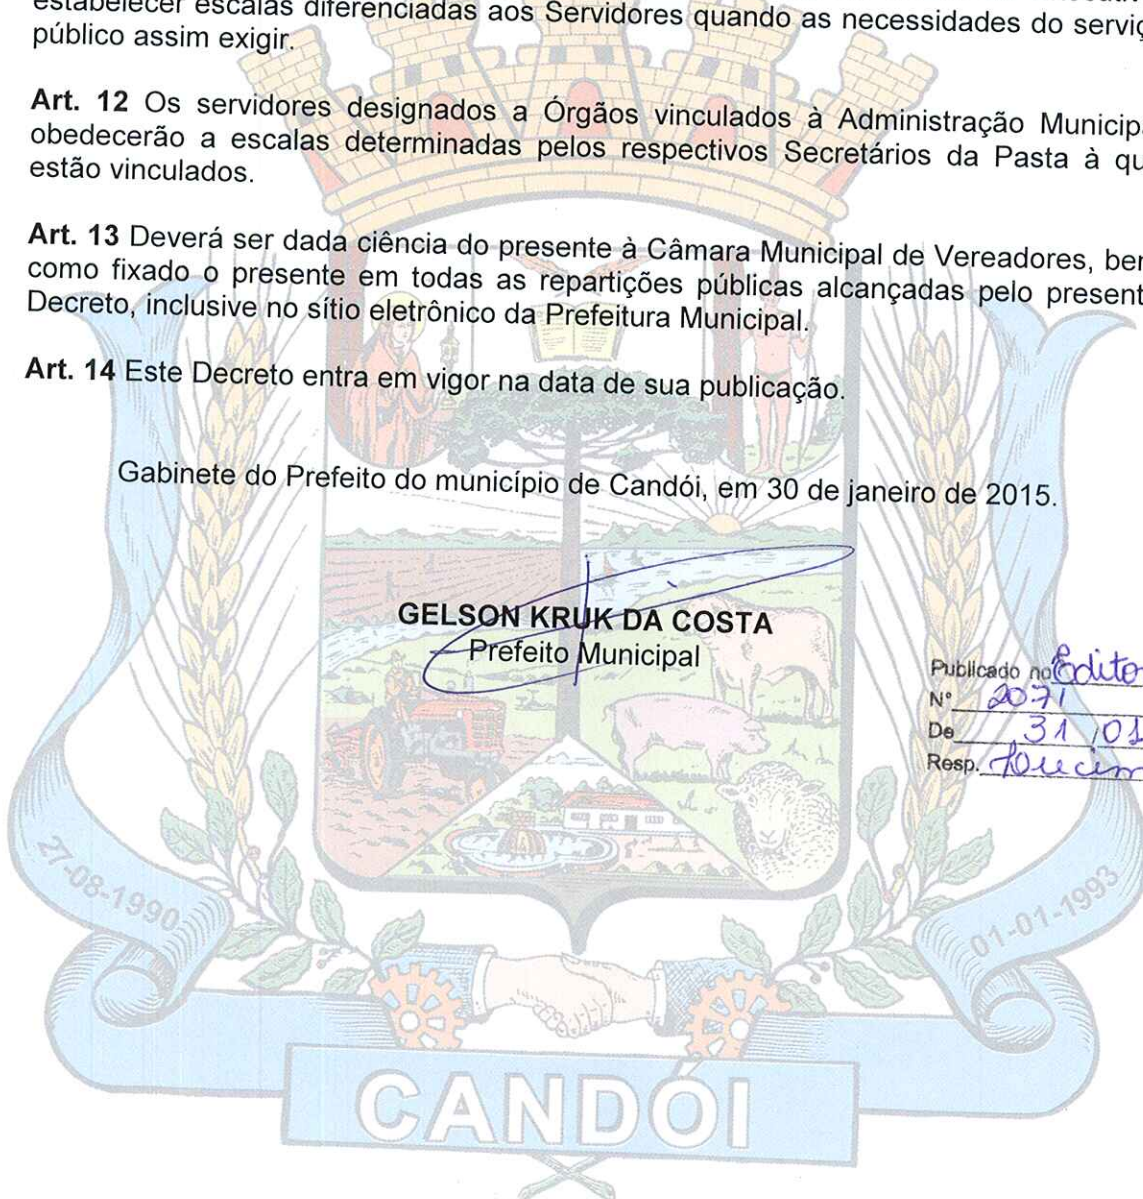 estabelecer escalas diferenciadas aos Servidores quando as necessidades do serviç
público assim exigir.
Art. 12 Os servidores designados a Órgãos vinculados à Administração Municip
obedecerão a escalas determinadas pelos respectivos Secretários da Pasta à qu
estão vinculados.
Art. 13 Deverá ser dada ciência do presente à Câmara Municipal de Vereadores, ber
como fixado o presente em todas as repartições públicas alcançadas pelo present
Decreto, inclusive no sítio eletrônico da Prefeitura Municipal.
Art. 14 Este Decreto entra em vigor na data de sua publicação.
Gabinete do Prefeito do município de Candói, em 30 de janeiro de 2015.
GELSON KRUK DA COSTA
Prefeito Municipal
Publicado no Edito
N° 2071
De 31 /01
Resp.
27-08-1990
01-01-1993
CANDÓI